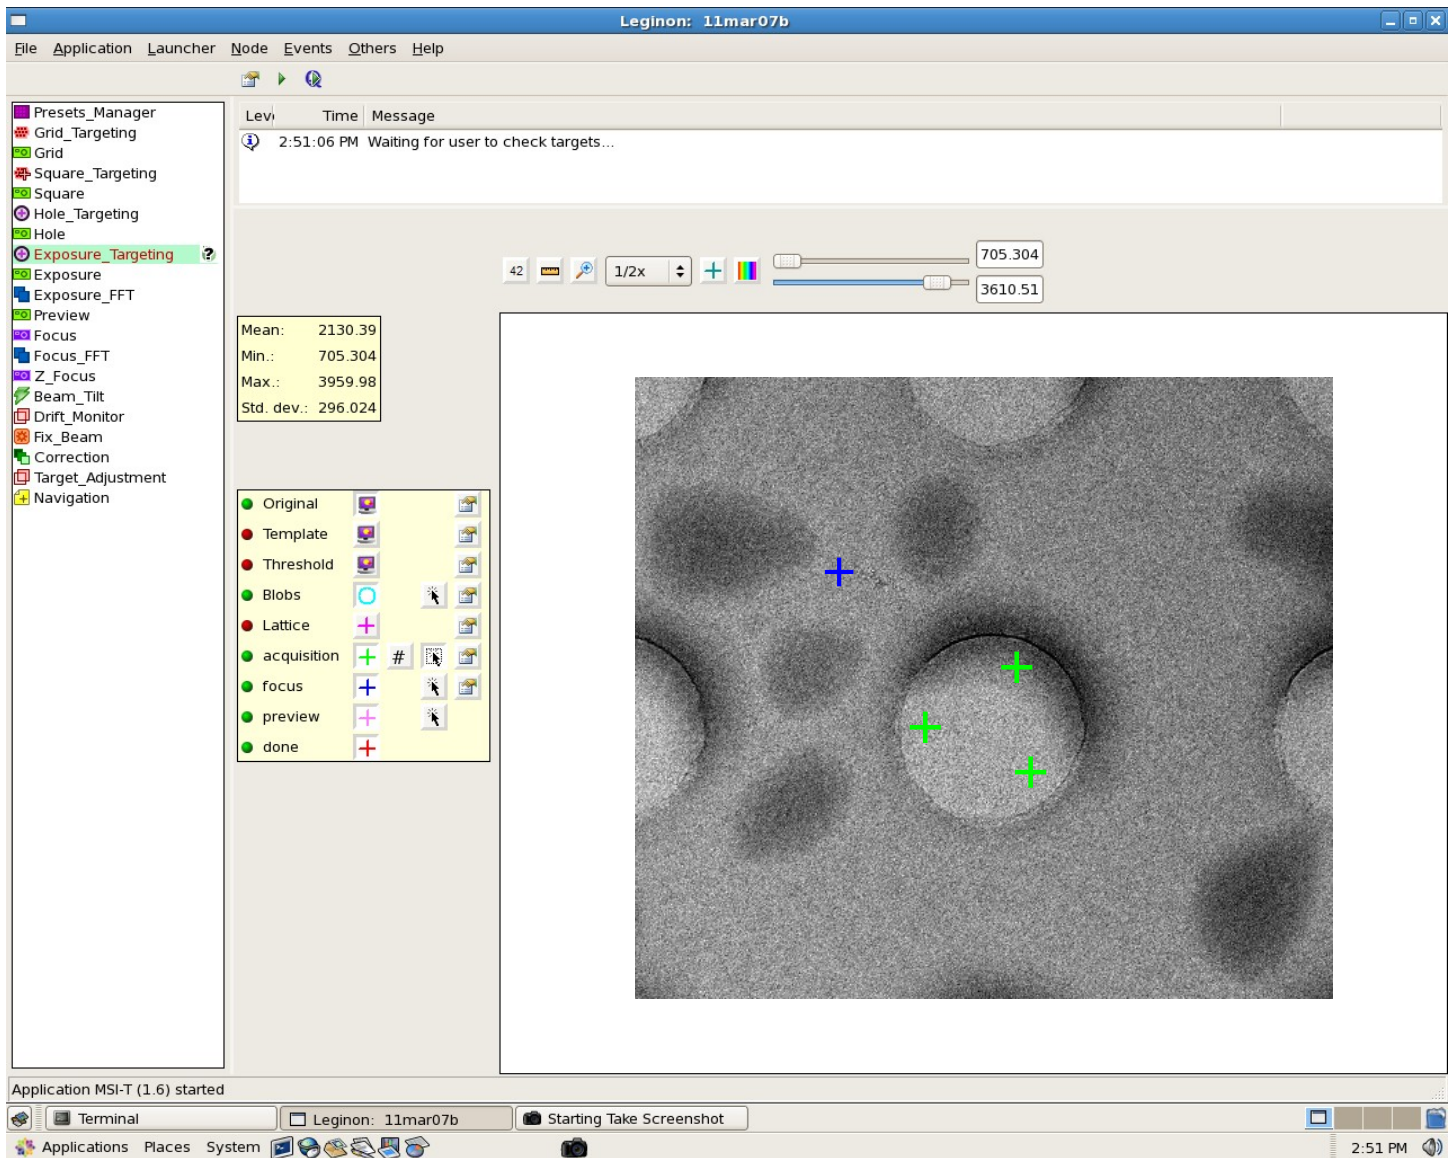 Leginon: 11mar07b
File Application Launcher Node Events Others Help
Presets_Manager
Grid_Targeting
Grid
Square_Targeting
Square
Hole_Targeting
Hole
Exposure_Targeting ?
Exposure
Exposure_FFT
Preview
Focus
Focus_FFT
Z_Focus
Beam_Tilt
Drift_Monitor
Fix_Beam
Correction
Target_Adjustment
Navigation
Leve Time Message
2:51:06 PM Waiting for user to check targets...
42 1/2x 705.304
3610.51
Mean: 2130.39
Min.: 705.304
Max.: 3959.98
Std. dev.: 296.024
Original
Template
Threshold
Blobs
Lattice
acquisition #
focus
preview
done
Application MSI-T (1.6) started
Terminal Leginon: 11mar07b Starting Take Screenshot
Applications Places System 2:51 PM